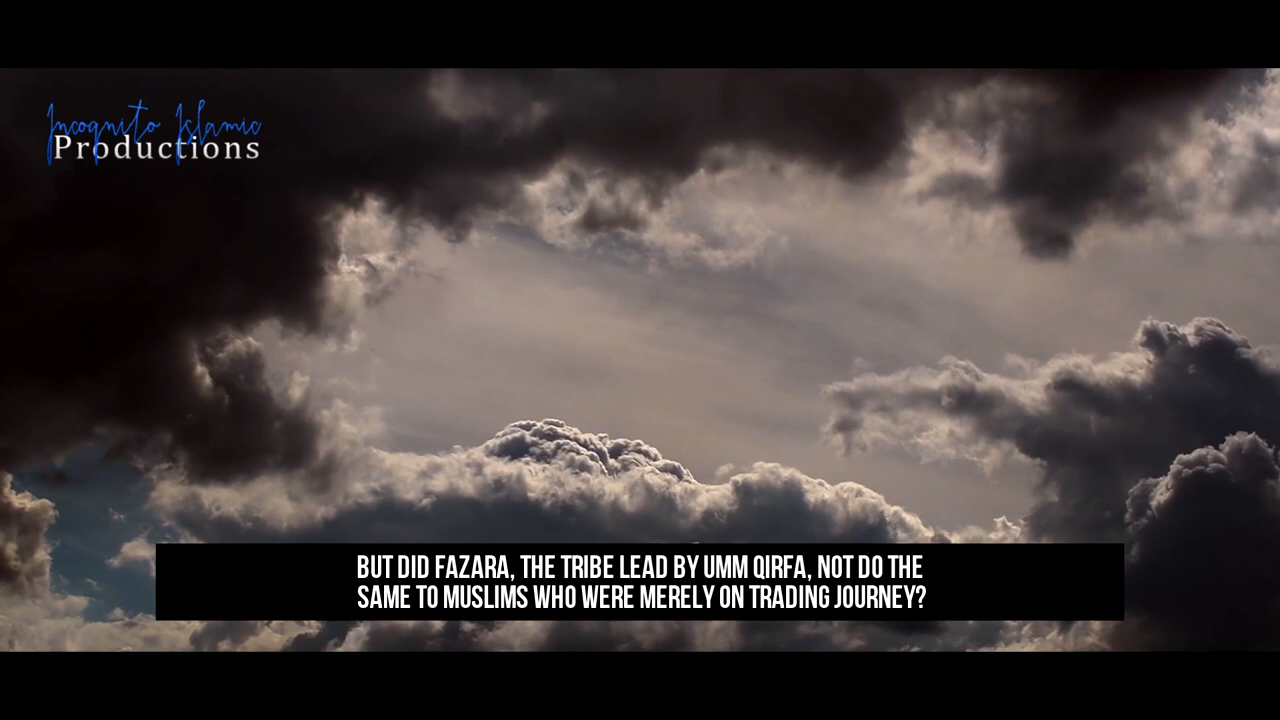 Incognito Islamic
Productions
BUT DID FAZARA, THE TRIBE LEAD BY UMM QIRFA, NOT DO THE
SAME TO MUSLIMS WHO WERE MERELY ON TRADING JOURNEY?